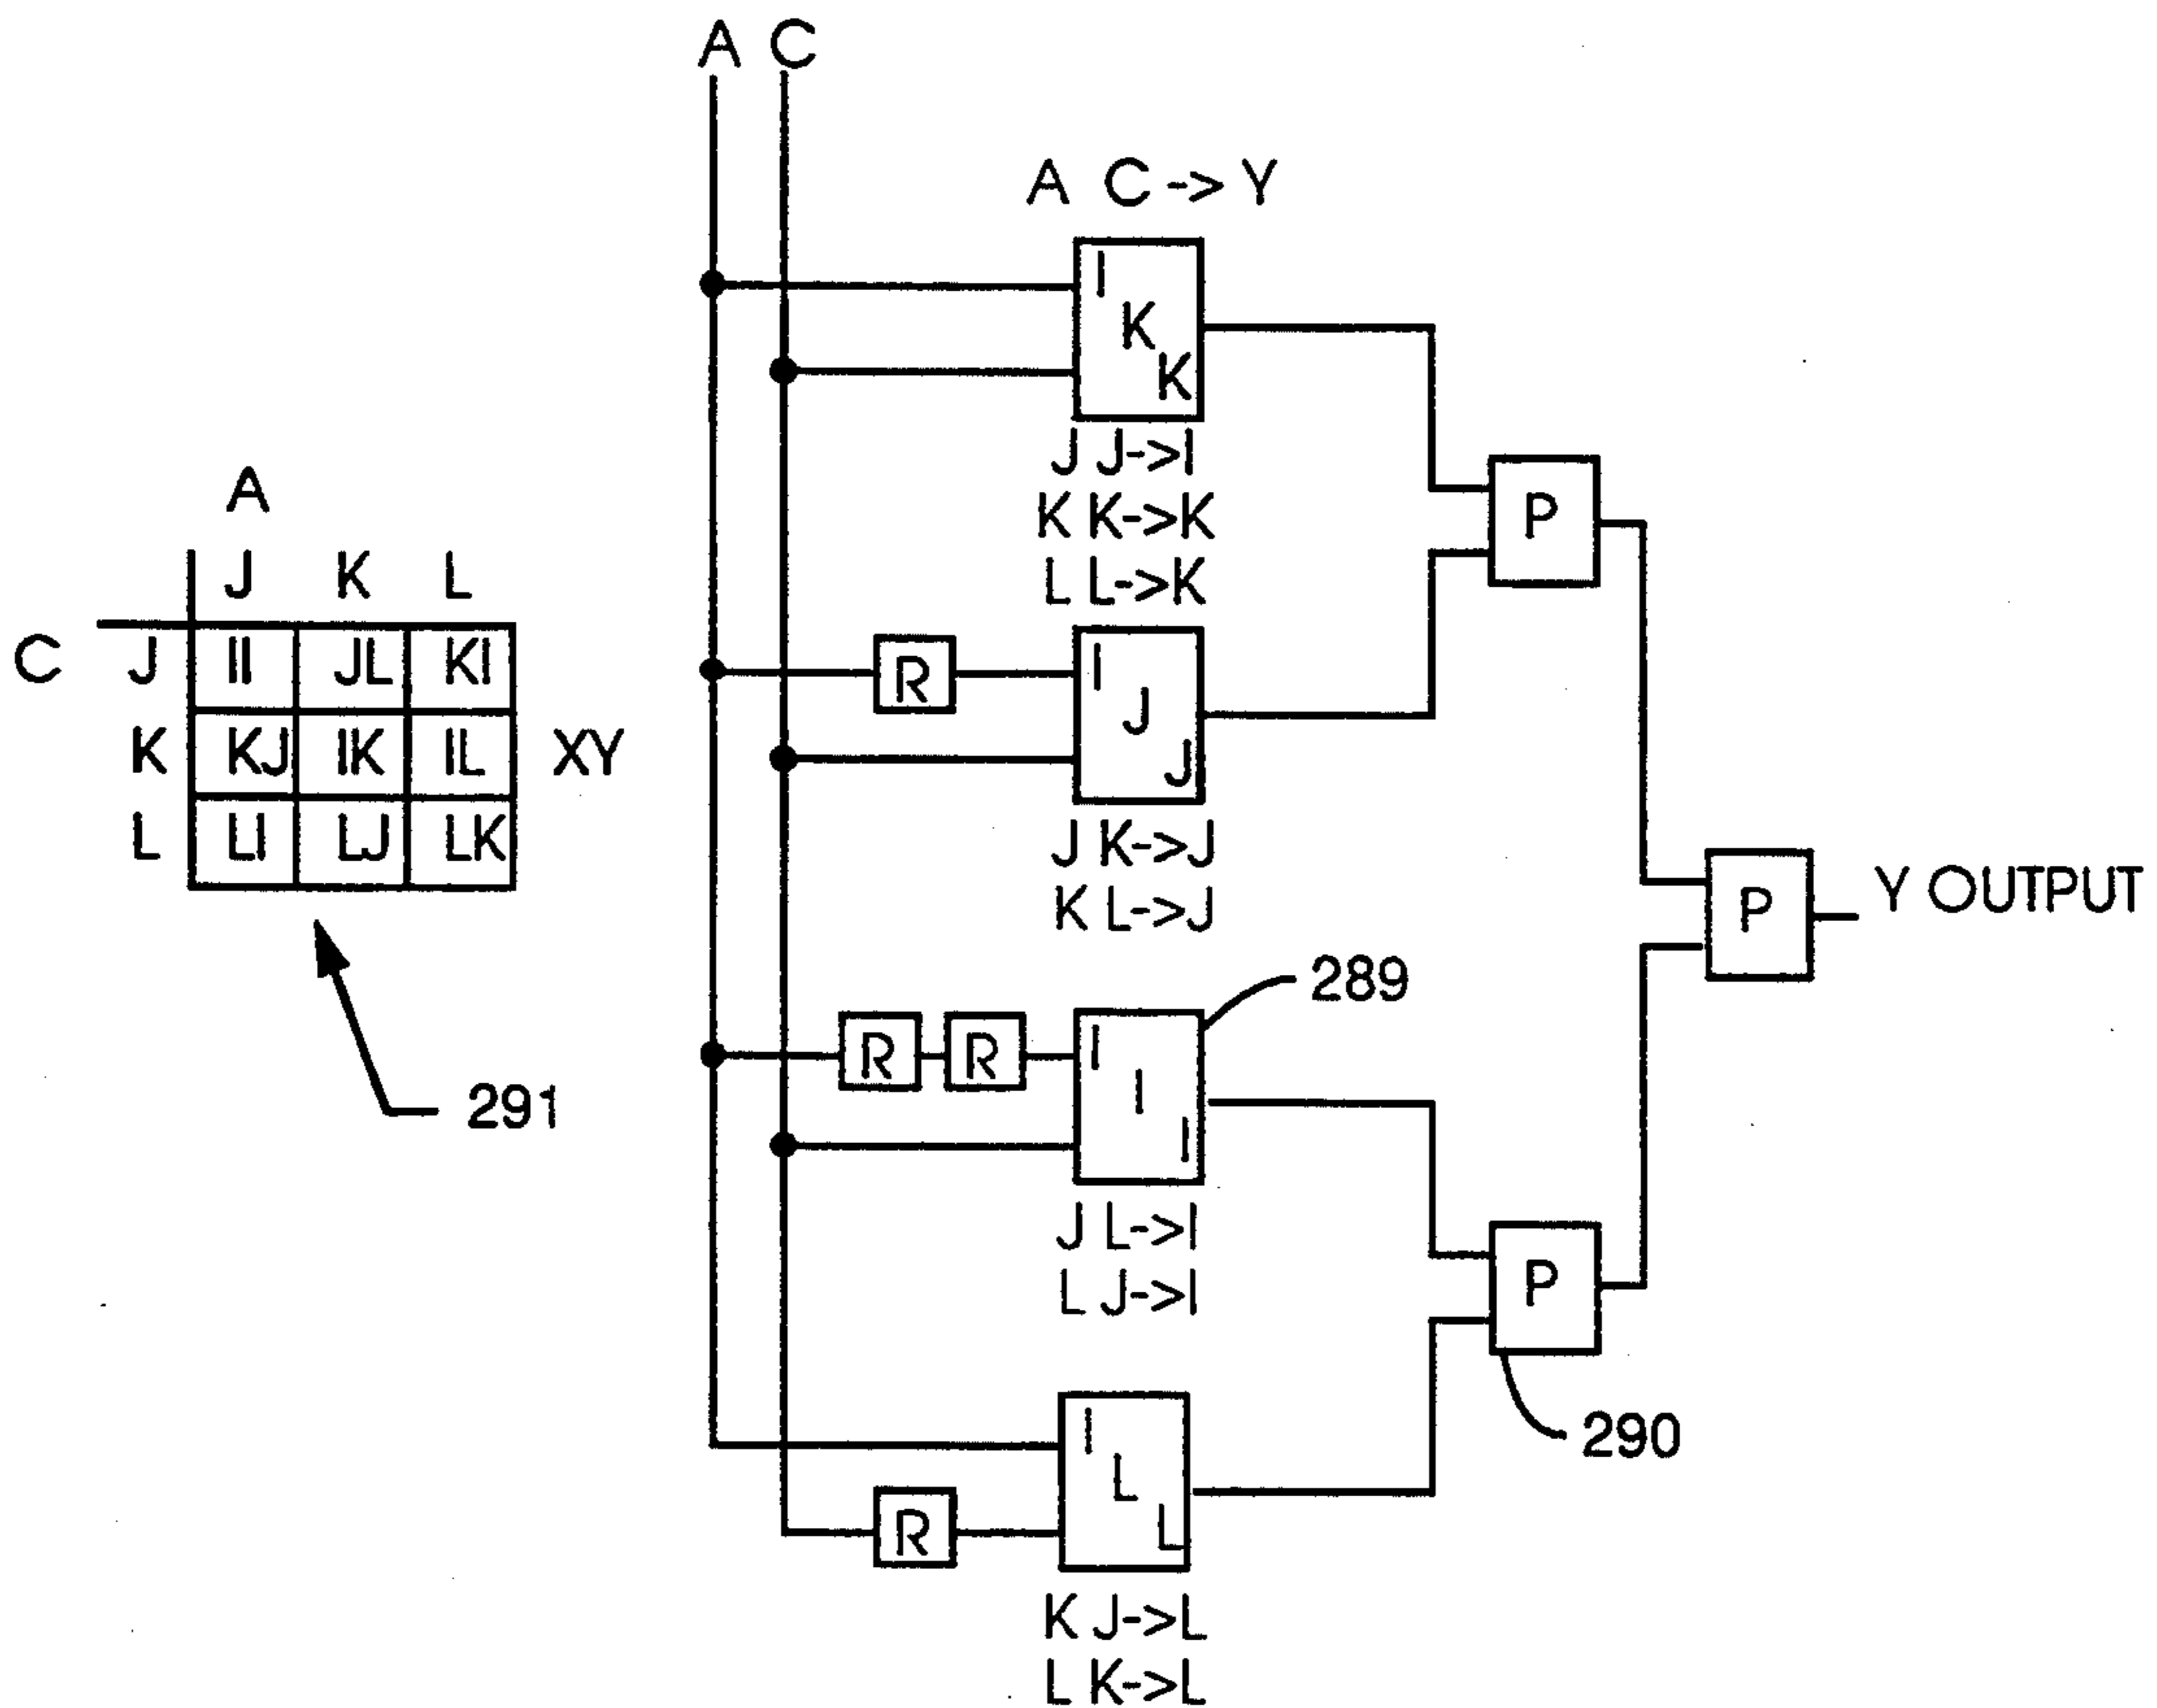 A C
A C -> Y
I
K
K
J J->I
K K->K
L L->K
P
A
J K L
C J II JL KI
K KJ IK IL XY
L LI LJ LK
291
R
I
J
J
J K->J
K L->J
P
Y OUTPUT
289
R R
I
I
I
J L->I
L J->I
P
290
I
L
L
R
K J->L
L K->L